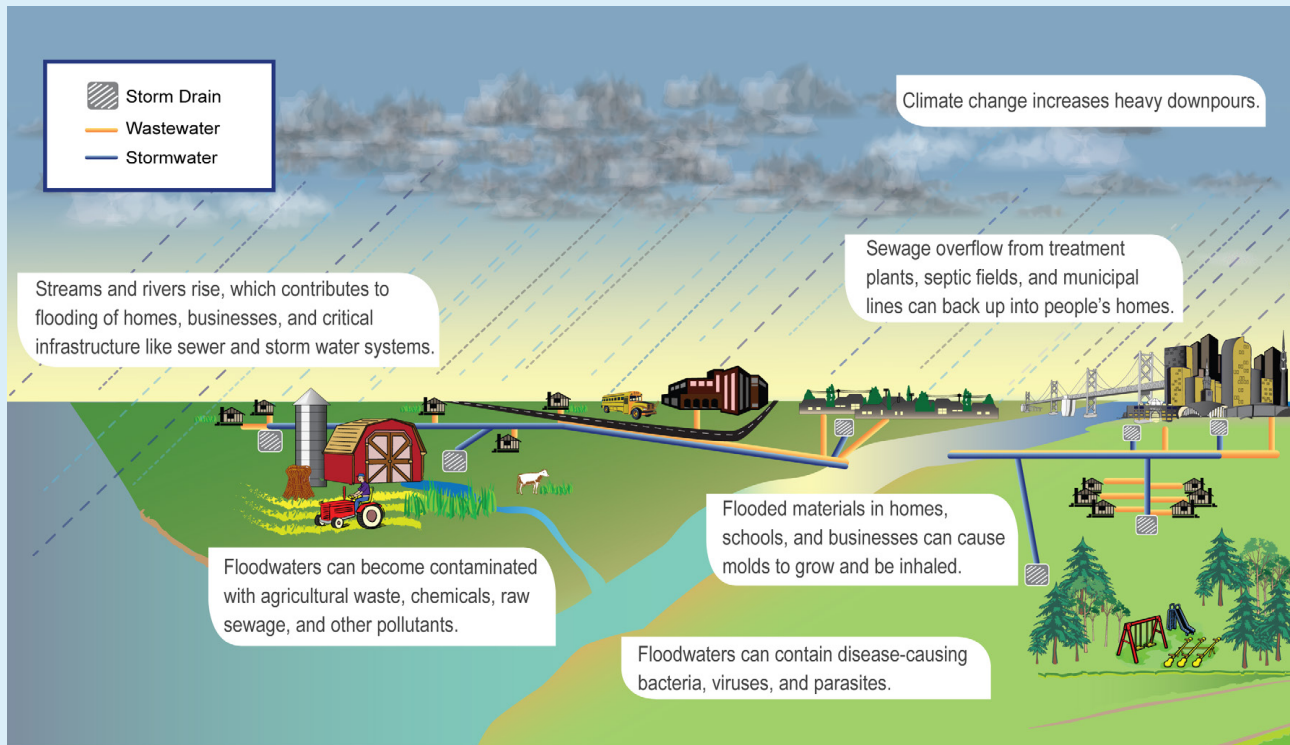 Storm Drain
Wastewater
Stormwater
Climate change increases heavy downpours.
Sewage overflow from treatment
plants, septic fields, and municipal
lines can back up into people's homes.
Streams and rivers rise, which contributes to
flooding of homes, businesses, and critical
infrastructure like sewer and storm water systems.
Flooded materials in homes,
schools, and businesses can cause
molds to grow and be inhaled.
Floodwaters can become contaminated
with agricultural waste, chemicals, raw
sewage, and other pollutants.
Floodwaters can contain disease-causing
bacteria, viruses, and parasites.